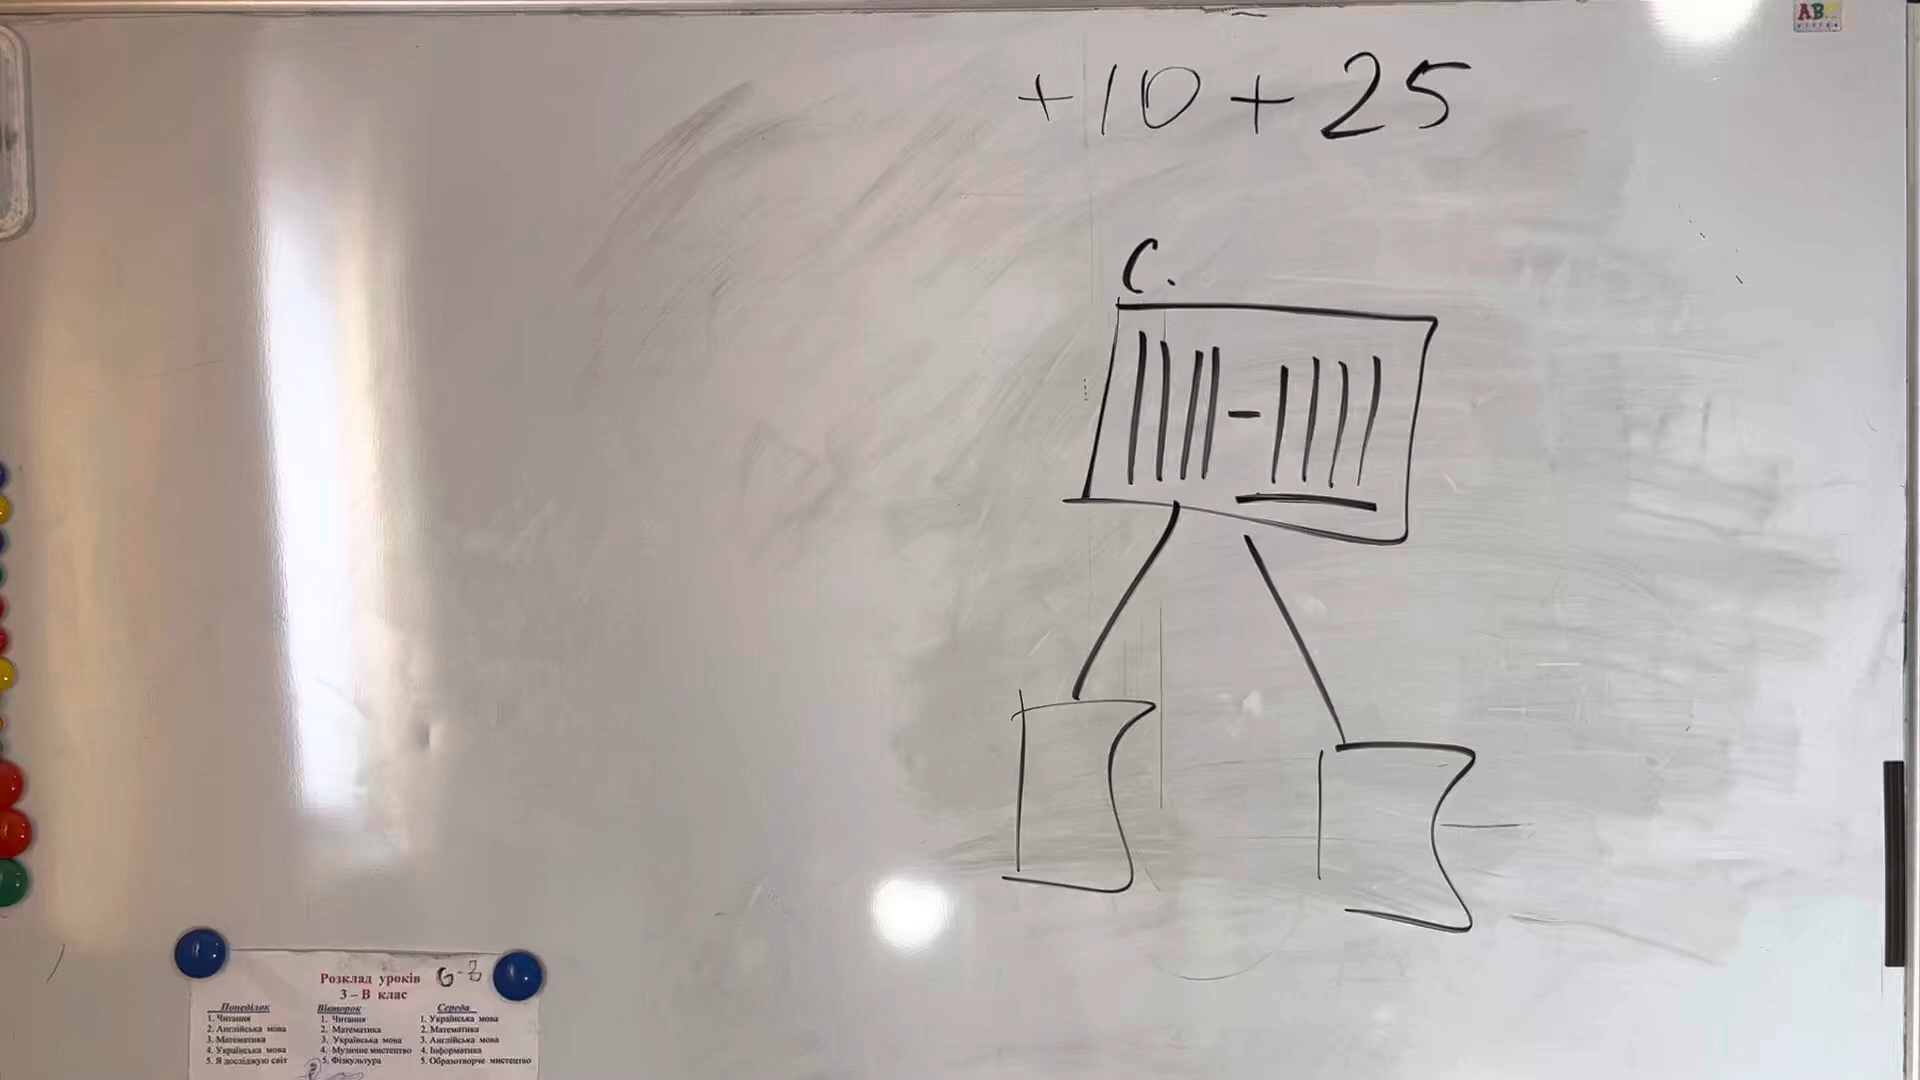 ABC
+10 + 25
С.
Розклад уроків 6-В
3 – В клас
Понеділок
1. Читання
2. Англійська мова
3. Математика
4. Українська мова
5. Я досліджую світ
Вівторок
1. Читання
2. Математика
3. Українська мова
4. Музичне мистецтво
5. Фізкультура
Середа
1. Українська мова
2. Математика
3. Англійська мова
4. Інформатика
5. Образотворче мистецтво